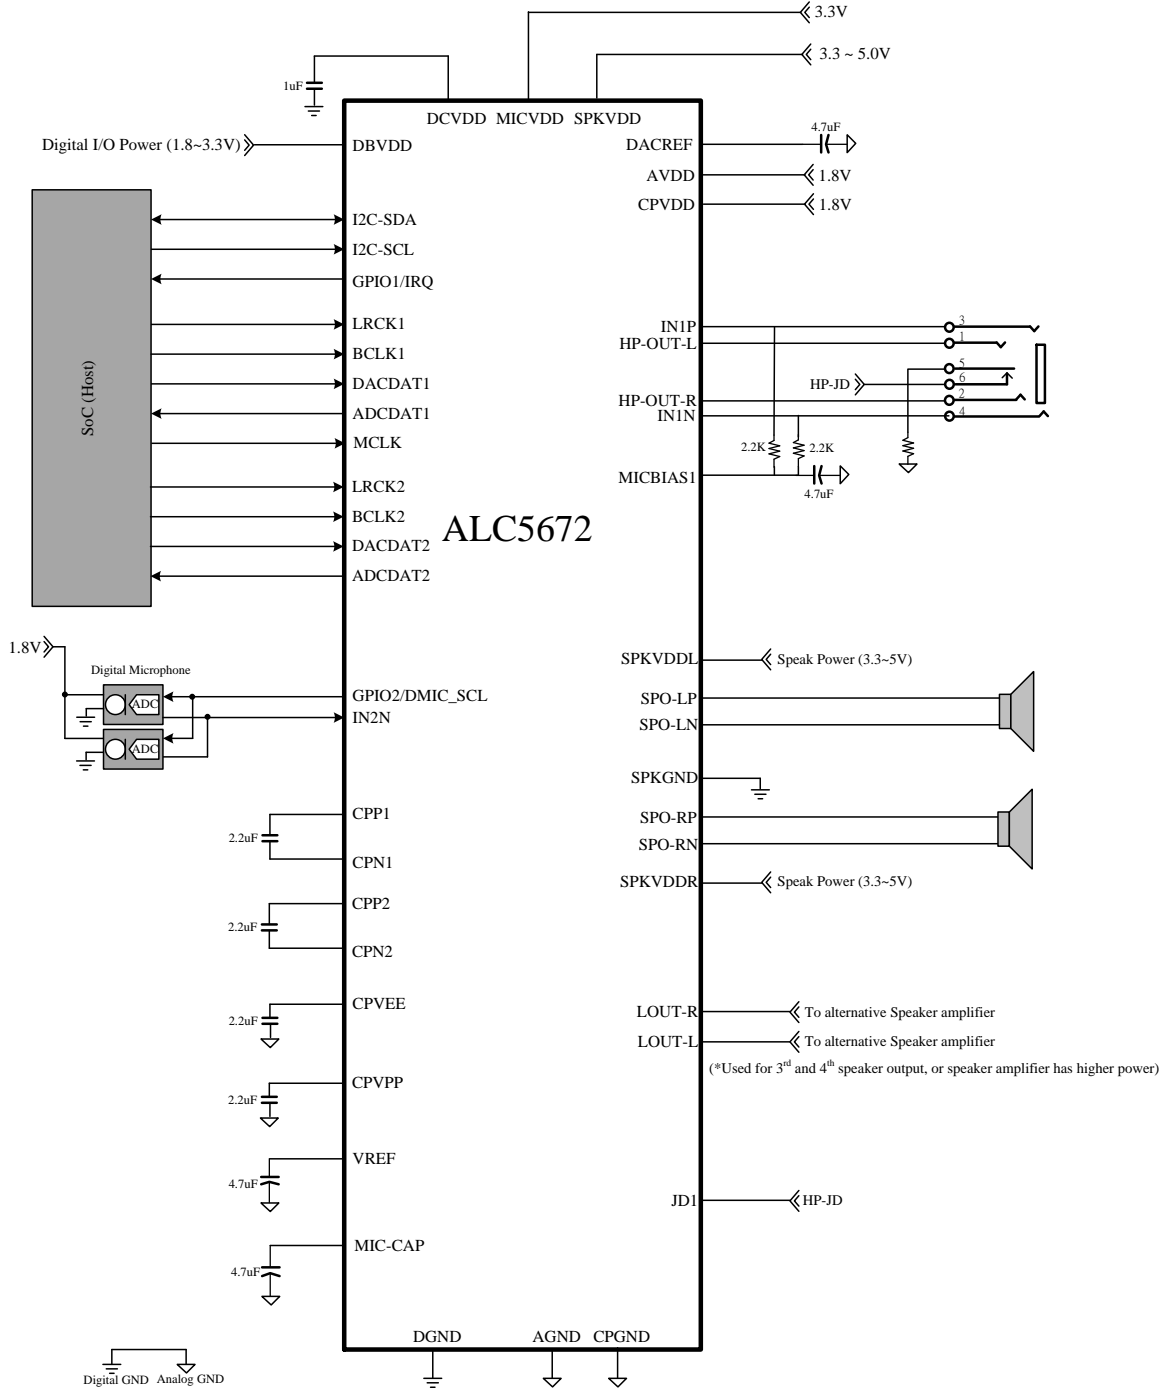 3.3V
3.3 ~ 5.0V
1uF
DCVDD MICVDD SPKVDD
Digital I/O Power (1.8~3.3V)
DBVDD
DACREF
4.7uF
AVDD
1.8V
CPVDD
1.8V
SoC (Host)
I2C-SDA
I2C-SCL
GPIO1/IRQ
LRCK1
BCLK1
DACDAT1
ADCDAT1
MCLK
LRCK2
BCLK2
DACDAT2
ADCDAT2
IN1P
HP-OUT-L
HP-JD
HP-OUT-R
IN1N
3
1
5
6
2
4
2.2K
2.2K
MICBIAS1
4.7uF
ALC5672
1.8V
Digital Microphone
ADC
ADC
GPIO2/DMIC_SCL
IN2N
SPKVDDL
Speak Power (3.3~5V)
SPO-LP
SPO-LN
SPKGND
SPO-RP
SPO-RN
SPKVDDR
Speak Power (3.3~5V)
CPP1
2.2uF
CPN1
CPP2
2.2uF
CPN2
CPVEE
2.2uF
CPVPP
2.2uF
VREF
4.7uF
MIC-CAP
4.7uF
LOUT-R
To alternative Speaker amplifier
LOUT-L
To alternative Speaker amplifier
(*Used for 3rd and 4th speaker output, or speaker amplifier has higher power)
JD1
HP-JD
DGND
AGND CPGND
Digital GND Analog GND